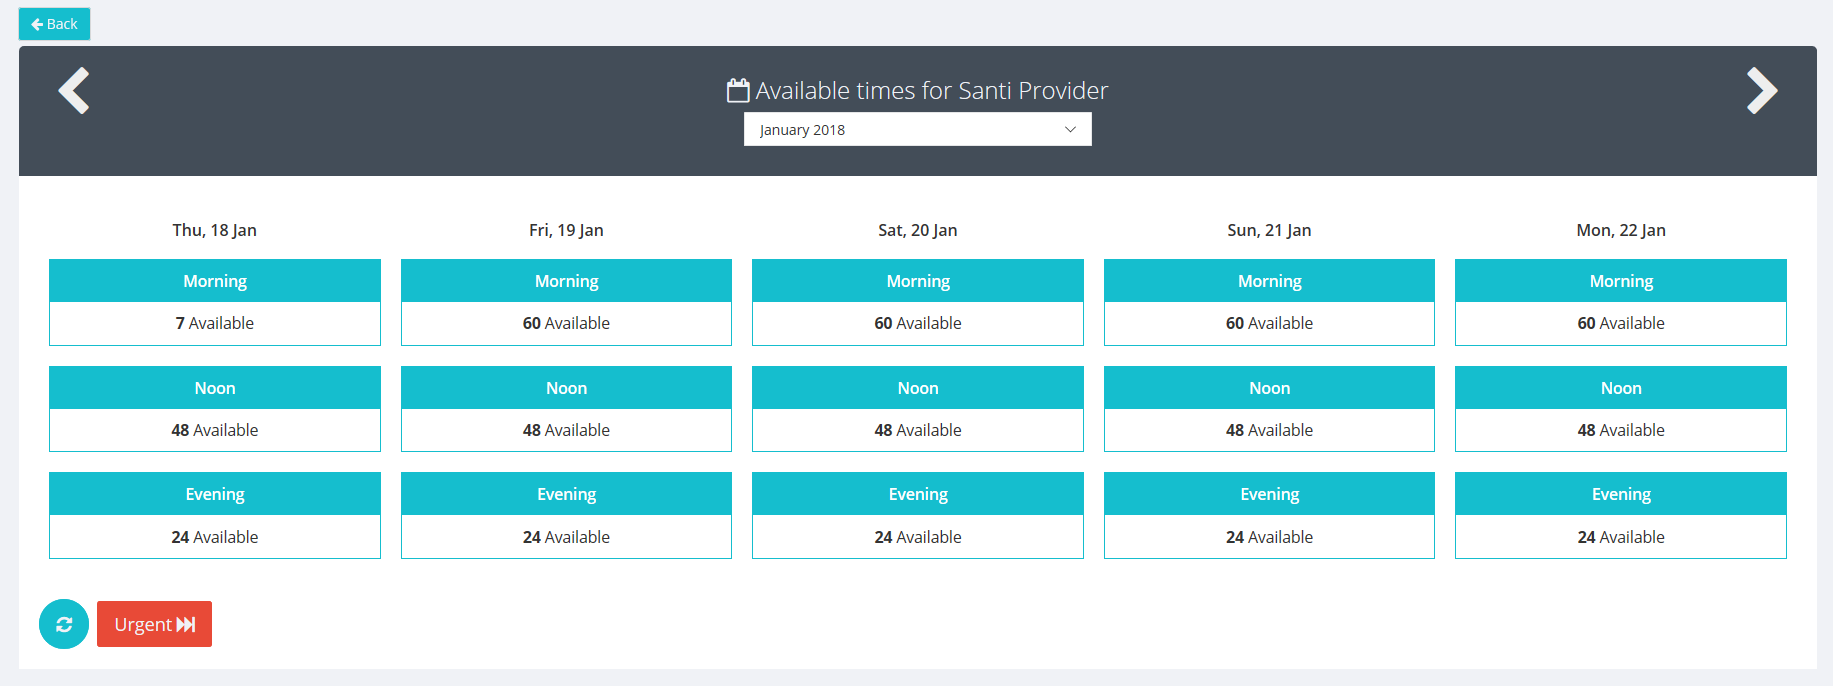 Back
Available times for Santi Provider
January 2018
Thu, 18 Jan
Fri, 19 Jan
Sat, 20 Jan
Sun, 21 Jan
Mon, 22 Jan
Morning
Morning
Morning
Morning
Morning
7 Available
60 Available
60 Available
60 Available
60 Available
Noon
Noon
Noon
Noon
Noon
48 Available
48 Available
48 Available
48 Available
48 Available
Evening
Evening
Evening
Evening
Evening
24 Available
24 Available
24 Available
24 Available
24 Available
Urgent